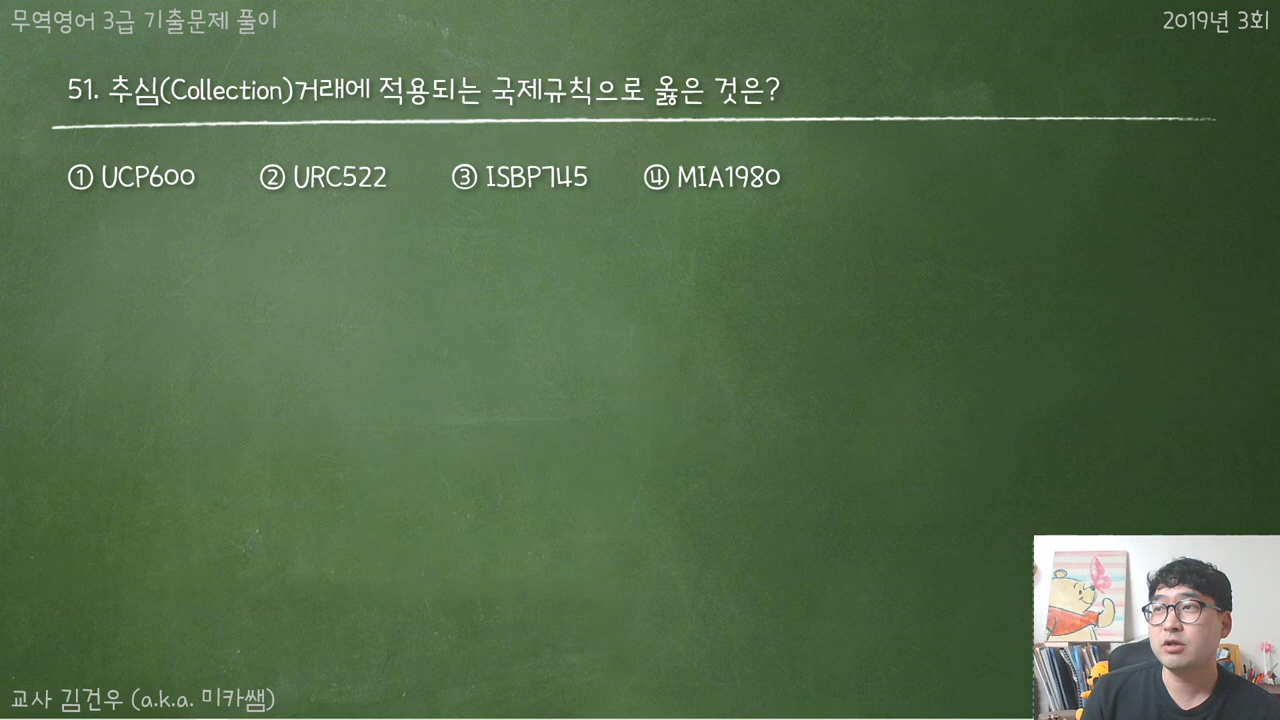 무역영어 3급 기출문제 풀이
2019년 3회
51. 추심(Collection)거래에 적용되는 국제규칙으로 옳은 것은?
① UCP600 ② URC522 ③ ISBP745 ④ MIA1980
교사 김건우 (a.k.a. 미카쌤)